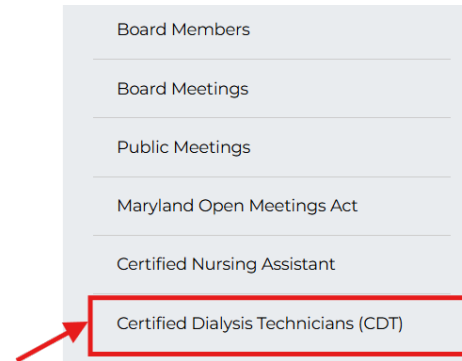 Board Members
Board Meetings
Public Meetings
Maryland Open Meetings Act
Certified Nursing Assistant
Certified Dialysis Technicians (CDT)